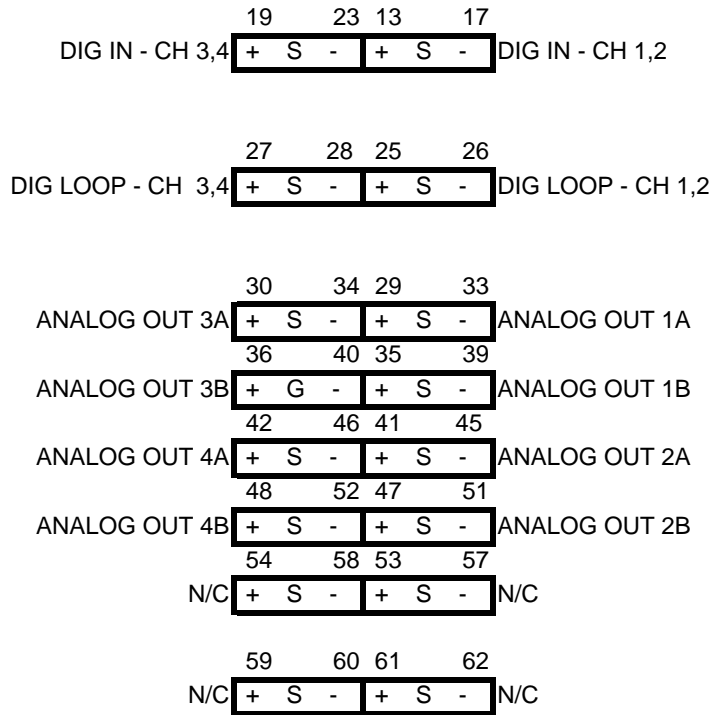 19 23 13 17
DIG IN - CH 3,4 + S - + S - DIG IN - CH 1,2
27 28 25 26
DIG LOOP - CH 3,4 + S - + S - DIG LOOP - CH 1,2
30 34 29 33
ANALOG OUT 3A + S - + S - ANALOG OUT 1A
36 40 35 39
ANALOG OUT 3B + G - + S - ANALOG OUT 1B
42 46 41 45
ANALOG OUT 4A + S - + S - ANALOG OUT 2A
48 52 47 51
ANALOG OUT 4B + S - + S - ANALOG OUT 2B
54 58 53 57
N/C + S - + S - N/C
59 60 61 62
N/C + S - + S - N/C